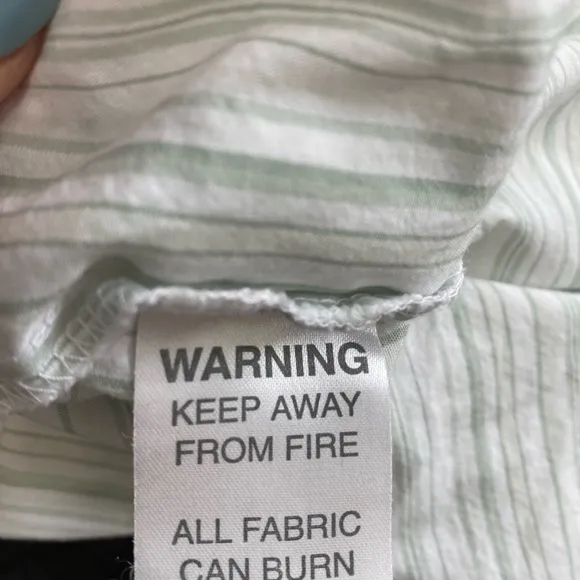 WARNING
KEEP AWAY
FROM FIRE
ALL FABRIC
CAN BURN